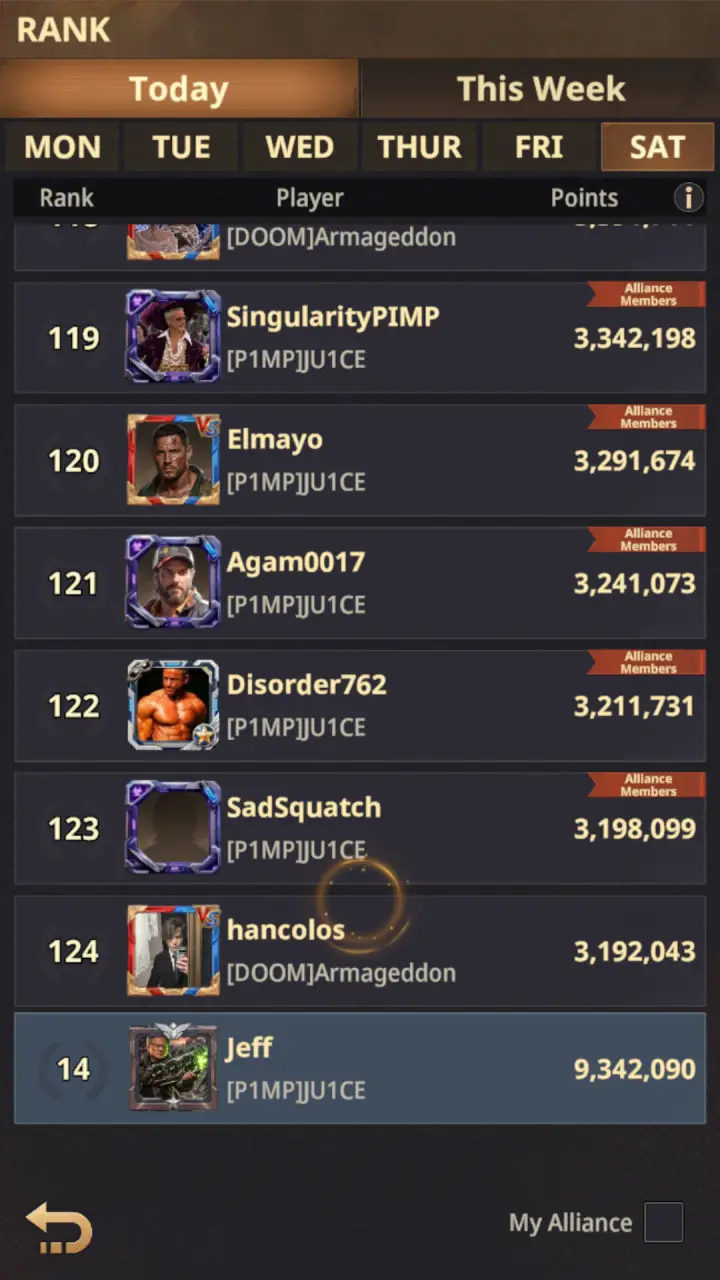 RANK
Today
This Week
MON
TUE
WED
THUR
FRI
SAT
Rank
Player
Points
[DOOM]Armageddon
Alliance
Members
119
SingularityPIMP
3,342,198
[P1MP]JU1CE
Alliance
Members
120
Elmayo
3,291,674
[P1MP]JU1CE
Alliance
Members
121
Agam0017
3,241,073
[P1MP]JU1CE
Alliance
Members
122
Disorder762
3,211,731
[P1MP]JU1CE
Alliance
Members
123
SadSquatch
3,198,099
[P1MP]JU1CE
VS
124
hancolos
3,192,043
[DOOM]Armageddon
14
Jeff
9,342,090
[P1MP]JU1CE
My Alliance